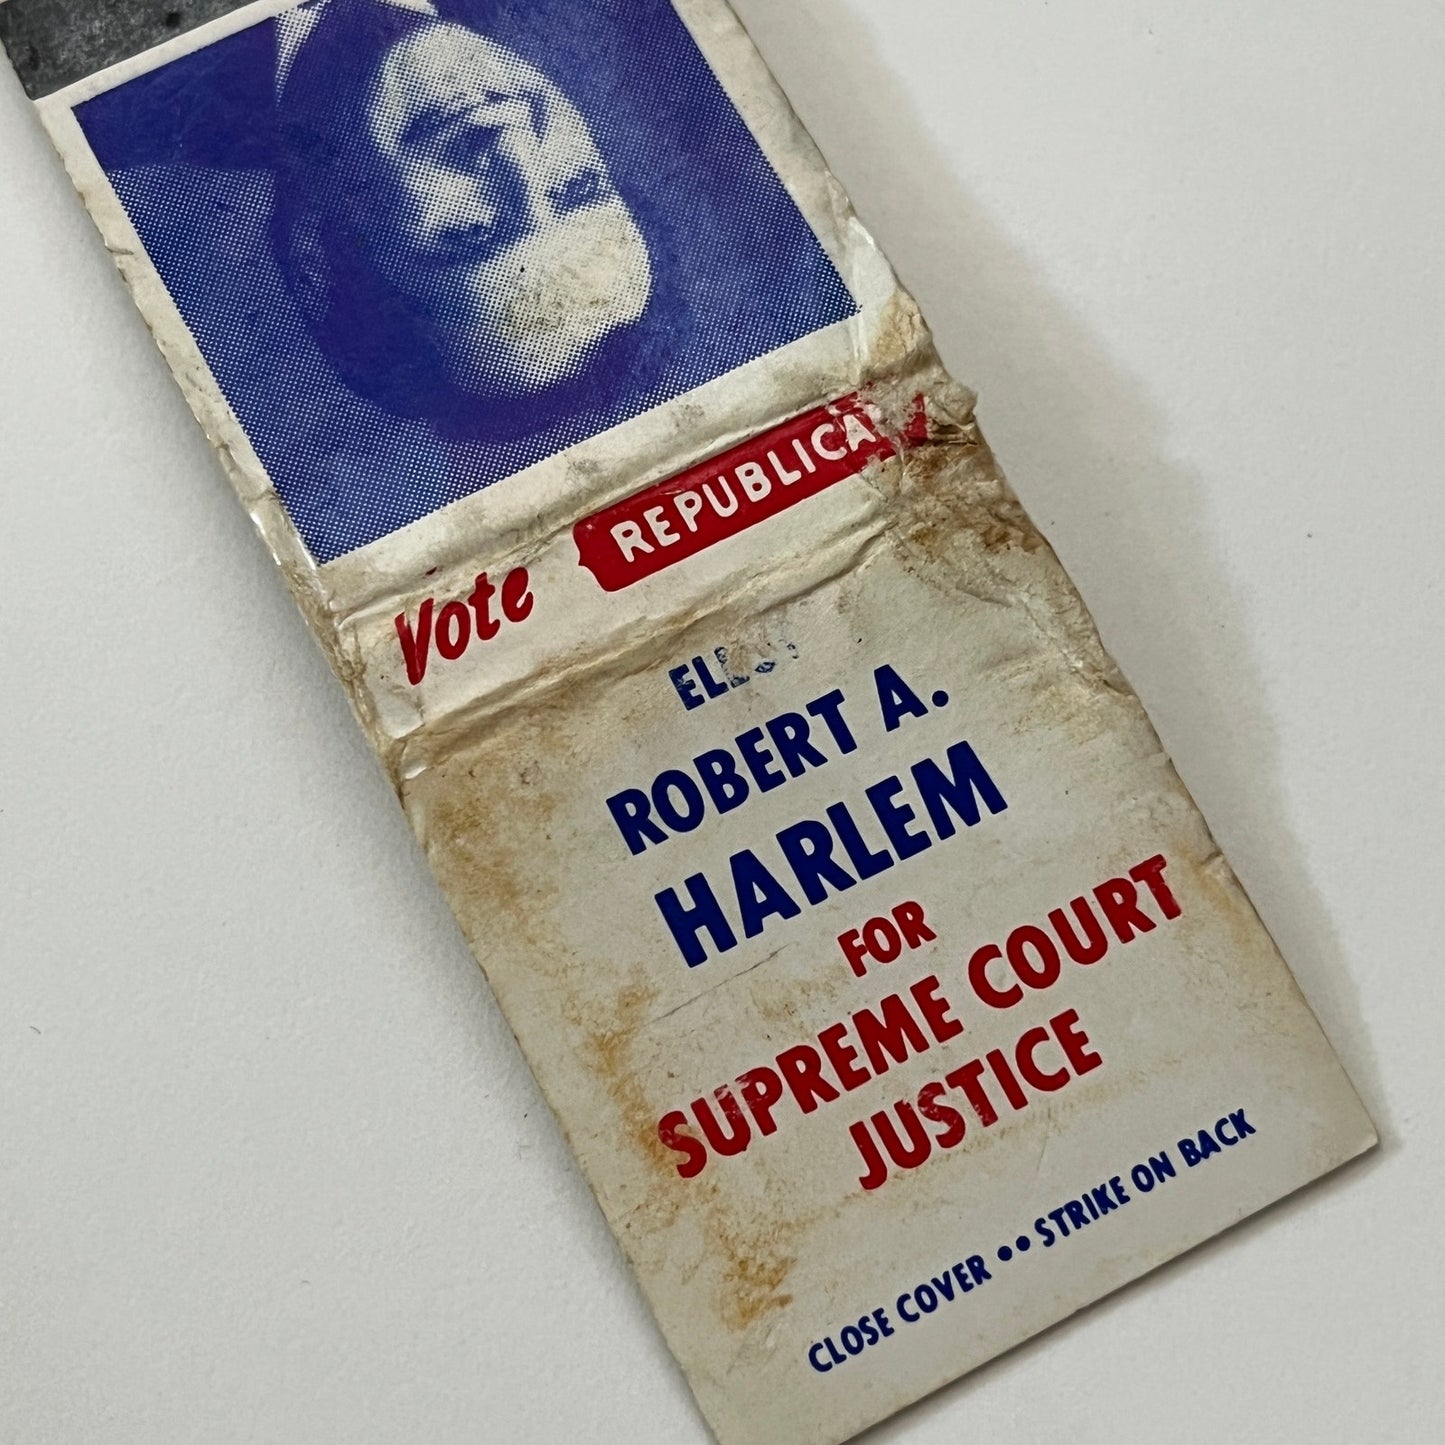 Vote REPUBLICA
ROBERT A.
HARLEM
FOR
SUPREME COURT
JUSTICE
CLOSE COVER •• STRIKE ON BACK